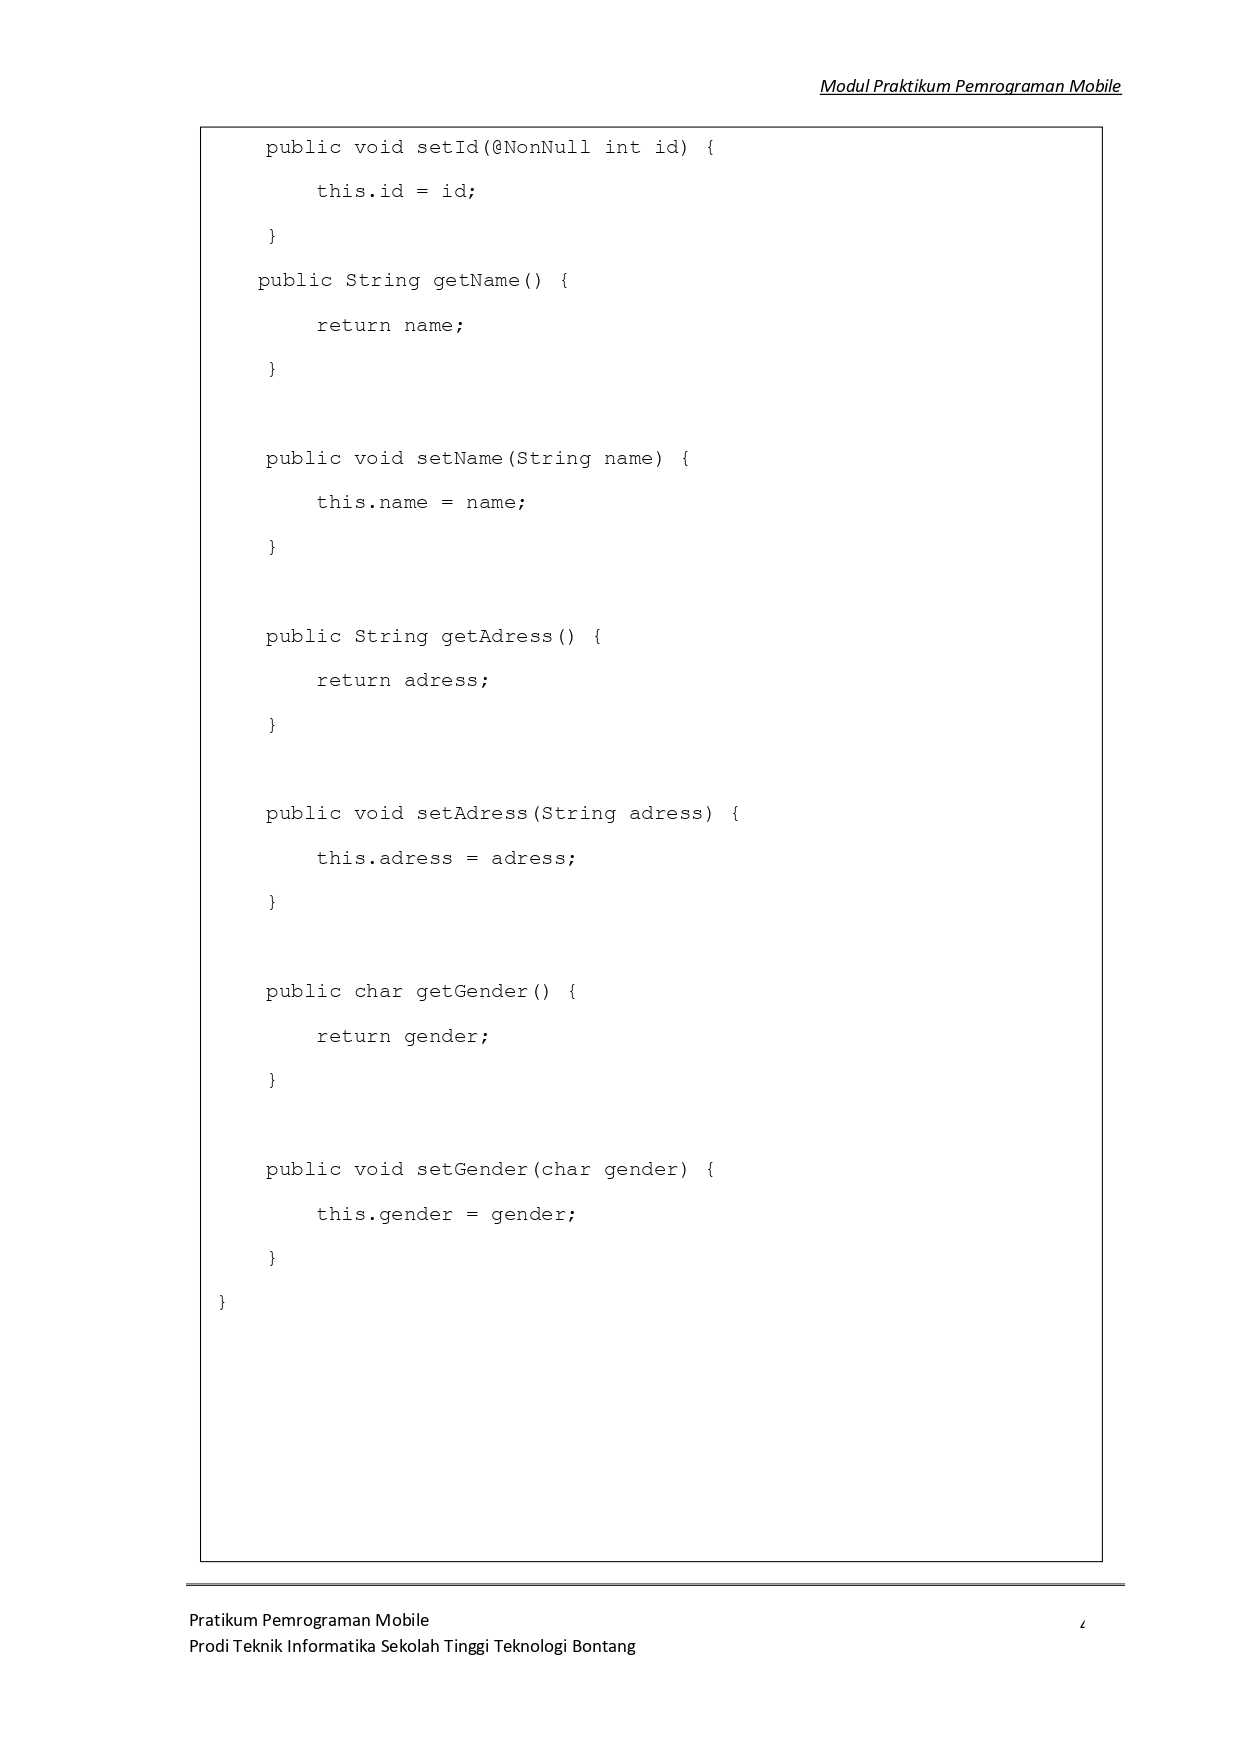 Modul Praktikum Pemrograman Mobile
public void setId(@NonNull int id) {
this.id = id;
}
public String getName() {
return name;
}
public void setName(String name) {
this.name = name;
}
public String getAdress() {
return adress;
}
public void setAdress(String adress) {
this.adress = adress;
}
public char getGender() {
return gender;
}
public void setGender(char gender) {
this.gender = gender;
}
}
Pratikum Pemrograman Mobile
Prodi Teknik Informatika Sekolah Tinggi Teknologi Bontang